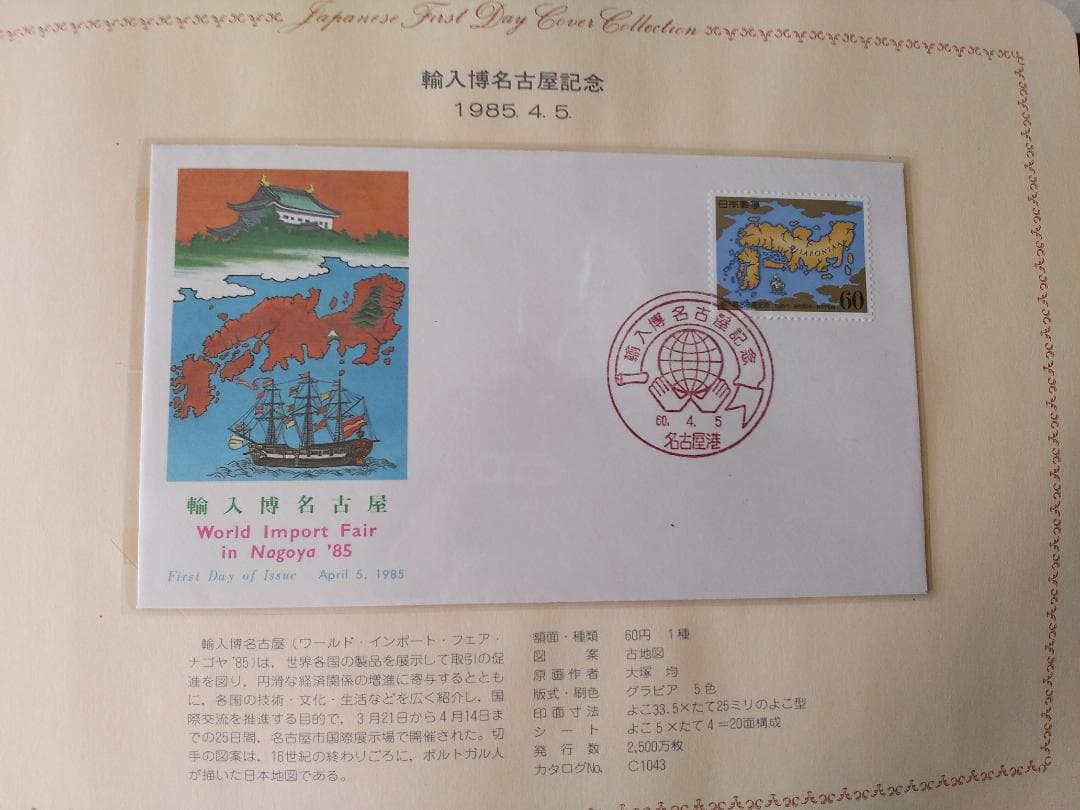 Japanese First Day Cover Collection
輸入博名古屋記念
1985. 4. 5.
日本郵便
IAPONIA
60
輸入博名古屋記念
60. 4. 5
名古屋港
輸入博名古屋
World Import Fair
in Nagoya '85
First Day of Issue April 5, 1985
輸入博名古屋(ワールド・インポート・フェア・
ナゴヤ'85)は、世界各国の製品を展示して取引の促
進を図り、円滑な経済関係の増進に寄与するととも
に、各国の技術・文化・生活などを広く紹介し、国
際交流を推進する目的で、3月21日から4月14日ま
での25日間、名古屋市国際展示場で開催された。切
手の図案は、16世紀の終わりごろに、ポルトガル人
が描いた日本地図である。
額面・種類 60円 1種
図案 古地図
原画作者 大塚 均
版式・刷色 グラビア 5色
印面寸法 よこ33.5×たて25ミリのよこ型
シート よこ5×たて4=20面構成
発行数 2,500万枚
カタログNo. C1043